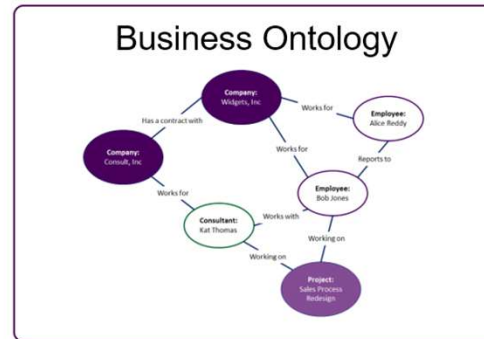 Business Ontology
Company:
Widgets, Inc
Works for
Employee:
Alice Reddy
Has a contract with
Company:
Consult, Inc
Works for
Reports to
Works for
Employee:
Bob Jones
Consultant:
Kat Thomas
Works with
Working on
Working on
Project:
Sales Process
Redesign